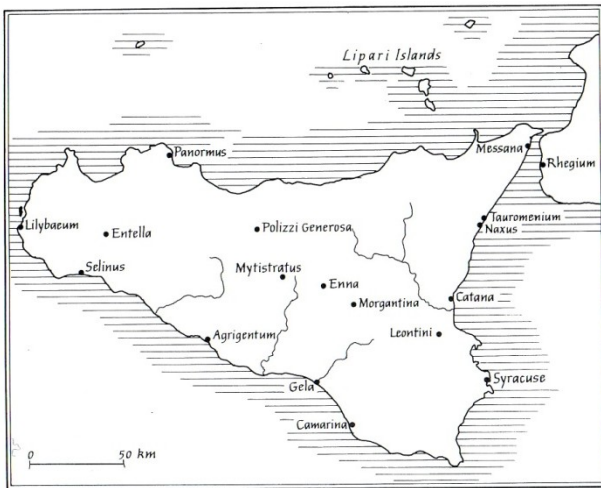 Lipari Islands
Messana
Panormus
Rhegium
Tauromenium
Naxus
Lilybaeum
Entella
Polizzi Generosa
Selinus
Mytistratus
Enna
Morgantina
Catana
Agrigentum
Leontini
Gela
Syracuse
Camarina
0 50 km